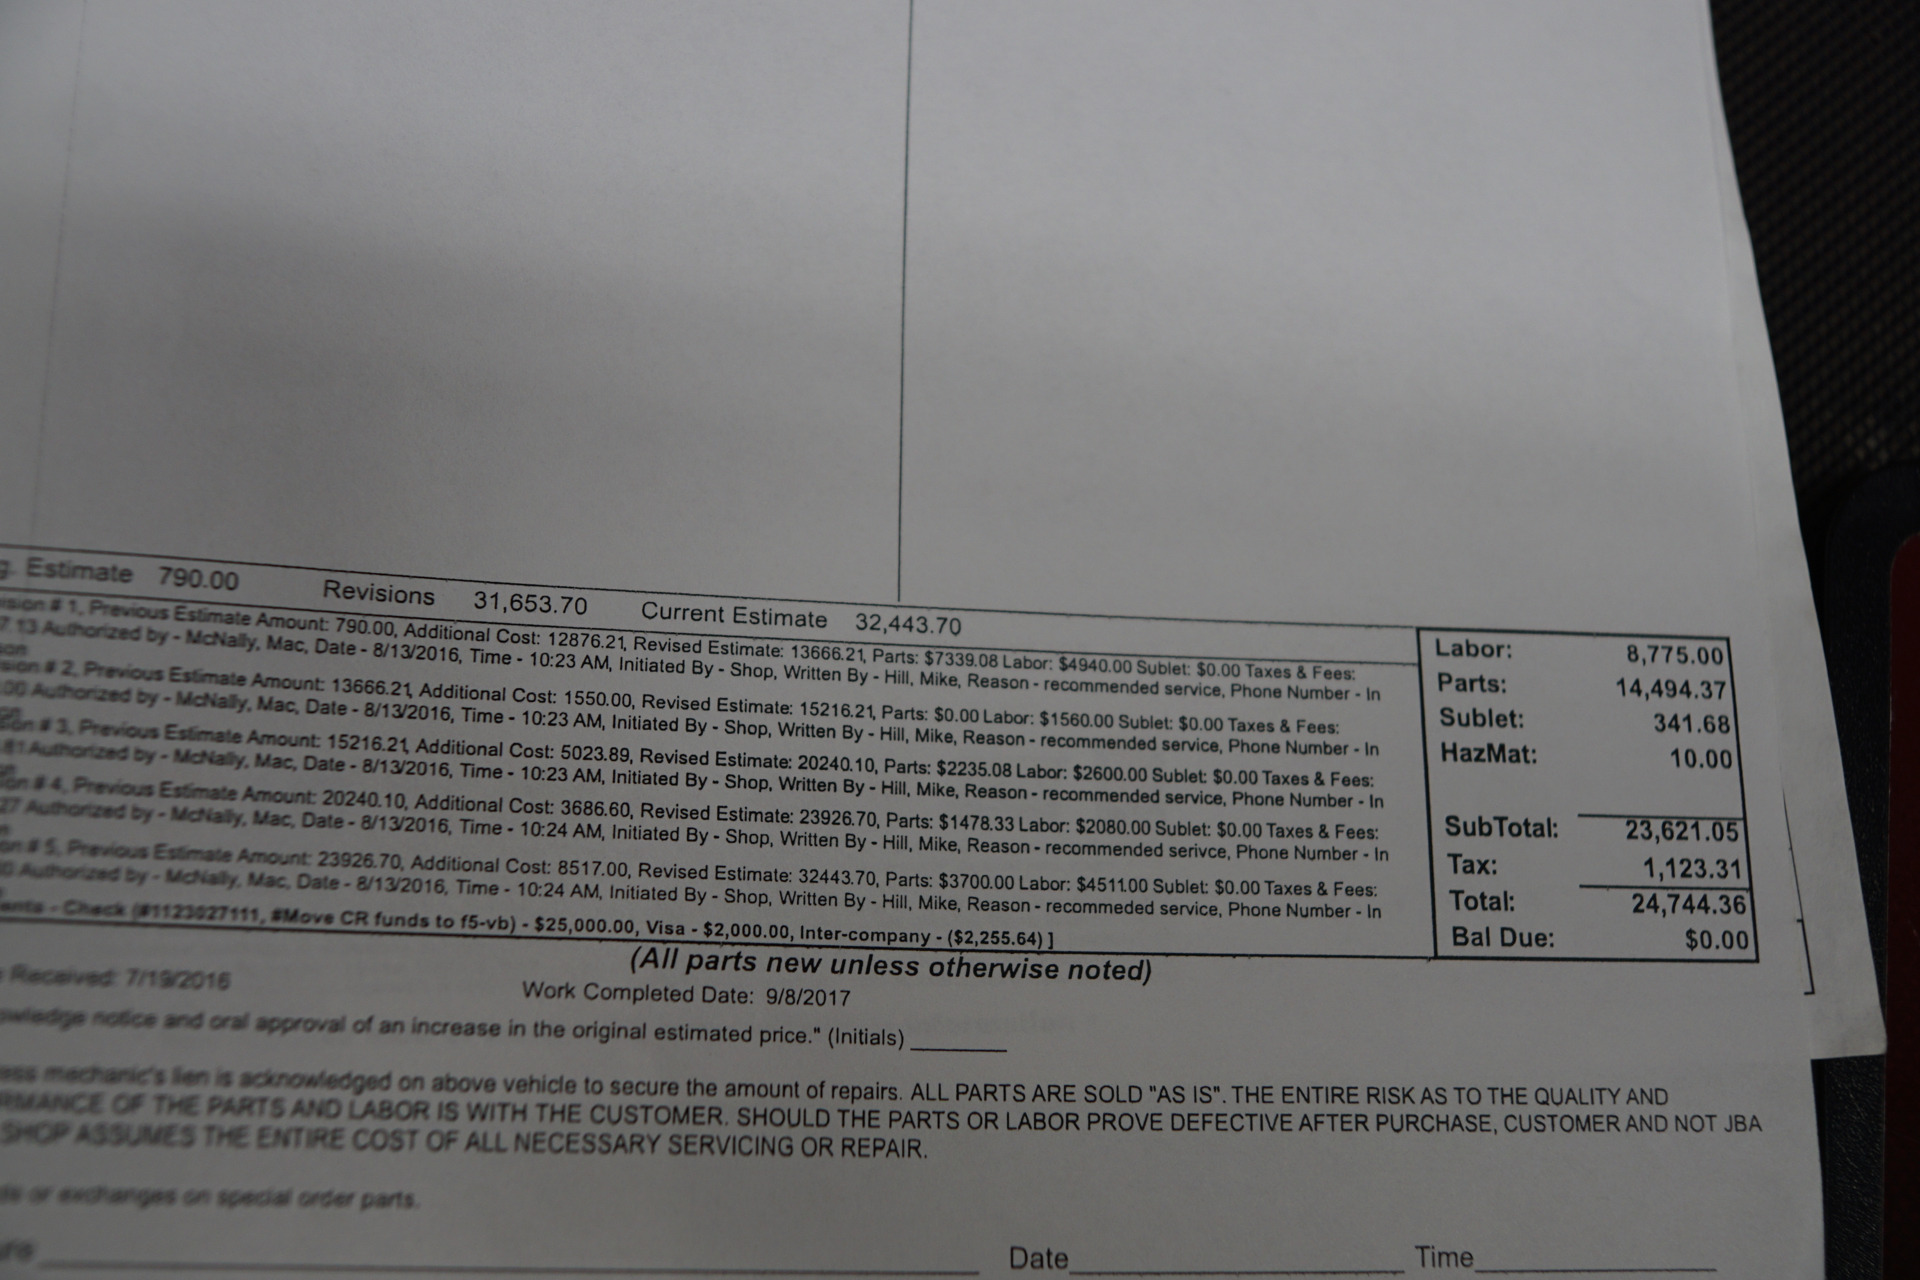 g. Estimate 790.00 Revisions 31,653.70 Current Estimate 32,443.70
ision # 1, Previous Estimate Amount: 790.00, Additional Cost: 12876.21, Revised Estimate: 13666.21, Parts: $7339.08 Labor: $4940.00 Sublet: $0.00 Taxes & Fees:
7.13 Authorized by - McNally, Mac, Date - 8/13/2016, Time - 10:23 AM, Initiated By - Shop, Written By - Hill, Mike, Reason - recommended service, Phone Number - In
son
ision # 2, Previous Estimate Amount: 13666.21, Additional Cost: 1550.00, Revised Estimate: 15216.21, Parts: $0.00 Labor: $1560.00 Sublet: $0.00 Taxes & Fees:
.00 Authorized by - McNally, Mac, Date - 8/13/2016, Time - 10:23 AM, Initiated By - Shop, Written By - Hill, Mike, Reason - recommended service, Phone Number - In
sion # 3, Previous Estimate Amount: 15216.21, Additional Cost: 5023.89, Revised Estimate: 20240.10, Parts: $2235.08 Labor: $2600.00 Sublet: $0.00 Taxes & Fees:
.81 Authorized by - McNally, Mac, Date - 8/13/2016, Time - 10:23 AM, Initiated By - Shop, Written By - Hill, Mike, Reason - recommended service, Phone Number - In
on # 4, Previous Estimate Amount: 20240.10, Additional Cost: 3686.60, Revised Estimate: 23926.70, Parts: $1478.33 Labor: $2080.00 Sublet: $0.00 Taxes & Fees:
27 Authorized by - McNally, Mac, Date - 8/13/2016, Time - 10:24 AM, Initiated By - Shop, Written By - Hill, Mike, Reason - recommended serivce, Phone Number - In
on # 5, Previous Estimate Amount: 23926.70, Additional Cost: 8517.00, Revised Estimate: 32443.70, Parts: $3700.00 Labor: $4511.00 Sublet: $0.00 Taxes & Fees:
0 Authorized by - McNally, Mac, Date - 8/13/2016, Time - 10:24 AM, Initiated By - Shop, Written By - Hill, Mike, Reason - recommeded service, Phone Number - In
ents - Check (#1123027111, #Move CR funds to f5-vb) - $25,000.00, Visa - $2,000.00, Inter-company - ($2,255.64) ]
Labor: 8,775.00
Parts: 14,494.37
Sublet: 341.68
HazMat: 10.00
SubTotal: 23,621.05
Tax: 1,123.31
Total: 24,744.36
Bal Due: $0.00
(All parts new unless otherwise noted)
Received: 7/19/2016 Work Completed Date: 9/8/2017
owledge notice and oral approval of an increase in the original estimated price." (Initials)
ess mechanic's lien is acknowledged on above vehicle to secure the amount of repairs. ALL PARTS ARE SOLD "AS IS". THE ENTIRE RISK AS TO THE QUALITY AND
RMANCE OF THE PARTS AND LABOR IS WITH THE CUSTOMER. SHOULD THE PARTS OR LABOR PROVE DEFECTIVE AFTER PURCHASE, CUSTOMER AND NOT JBA
SHOP ASSUMES THE ENTIRE COST OF ALL NECESSARY SERVICING OR REPAIR.
or exchanges on special order parts.
Date Time